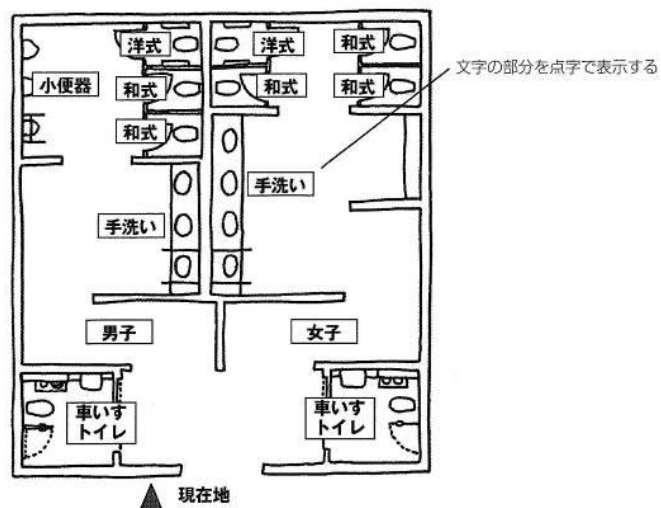 洋式
洋式
和式
小便器
和式
和式
和式
和式
文字の部分を点字で表示する
手洗い
手洗い
男子
女子
車いす
トイレ
車いす
トイレ
現在地